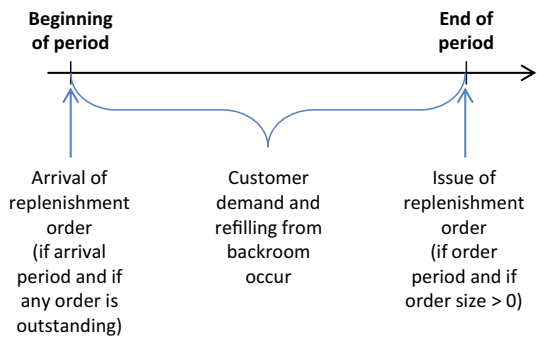 Beginning
of period
End of
period
Arrival of
replenishment
order
(if arrival
period and if
any order is
outstanding)
Customer
demand and
refilling from
backroom
occur
Issue of
replenishment
order
(if order
period and if
order size > 0)